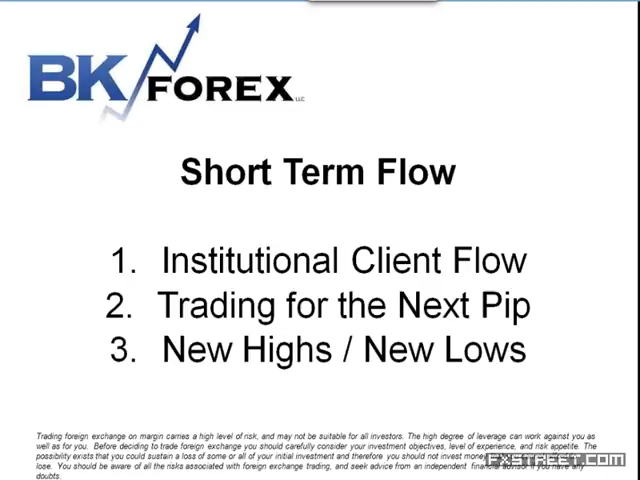 BK FOREX LLC
Short Term Flow
1. Institutional Client Flow
2. Trading for the Next Pip
3. New Highs / New Lows
Trading foreign exchange on margin carries a high level of risk, and may not be suitable for all investors. The high degree of leverage can work against you as
well as for you. Before deciding to trade foreign exchange you should carefully consider your investment objectives, level of experience, and risk appetite. The
possibility exists that you could sustain a loss of some or all of your initial investment and therefore you should not invest money
lose. You should be aware of all the risks associated with foreign exchange trading, and seek advice from an independent financial advisor if you have any
doubts.
FXSTREET.COM